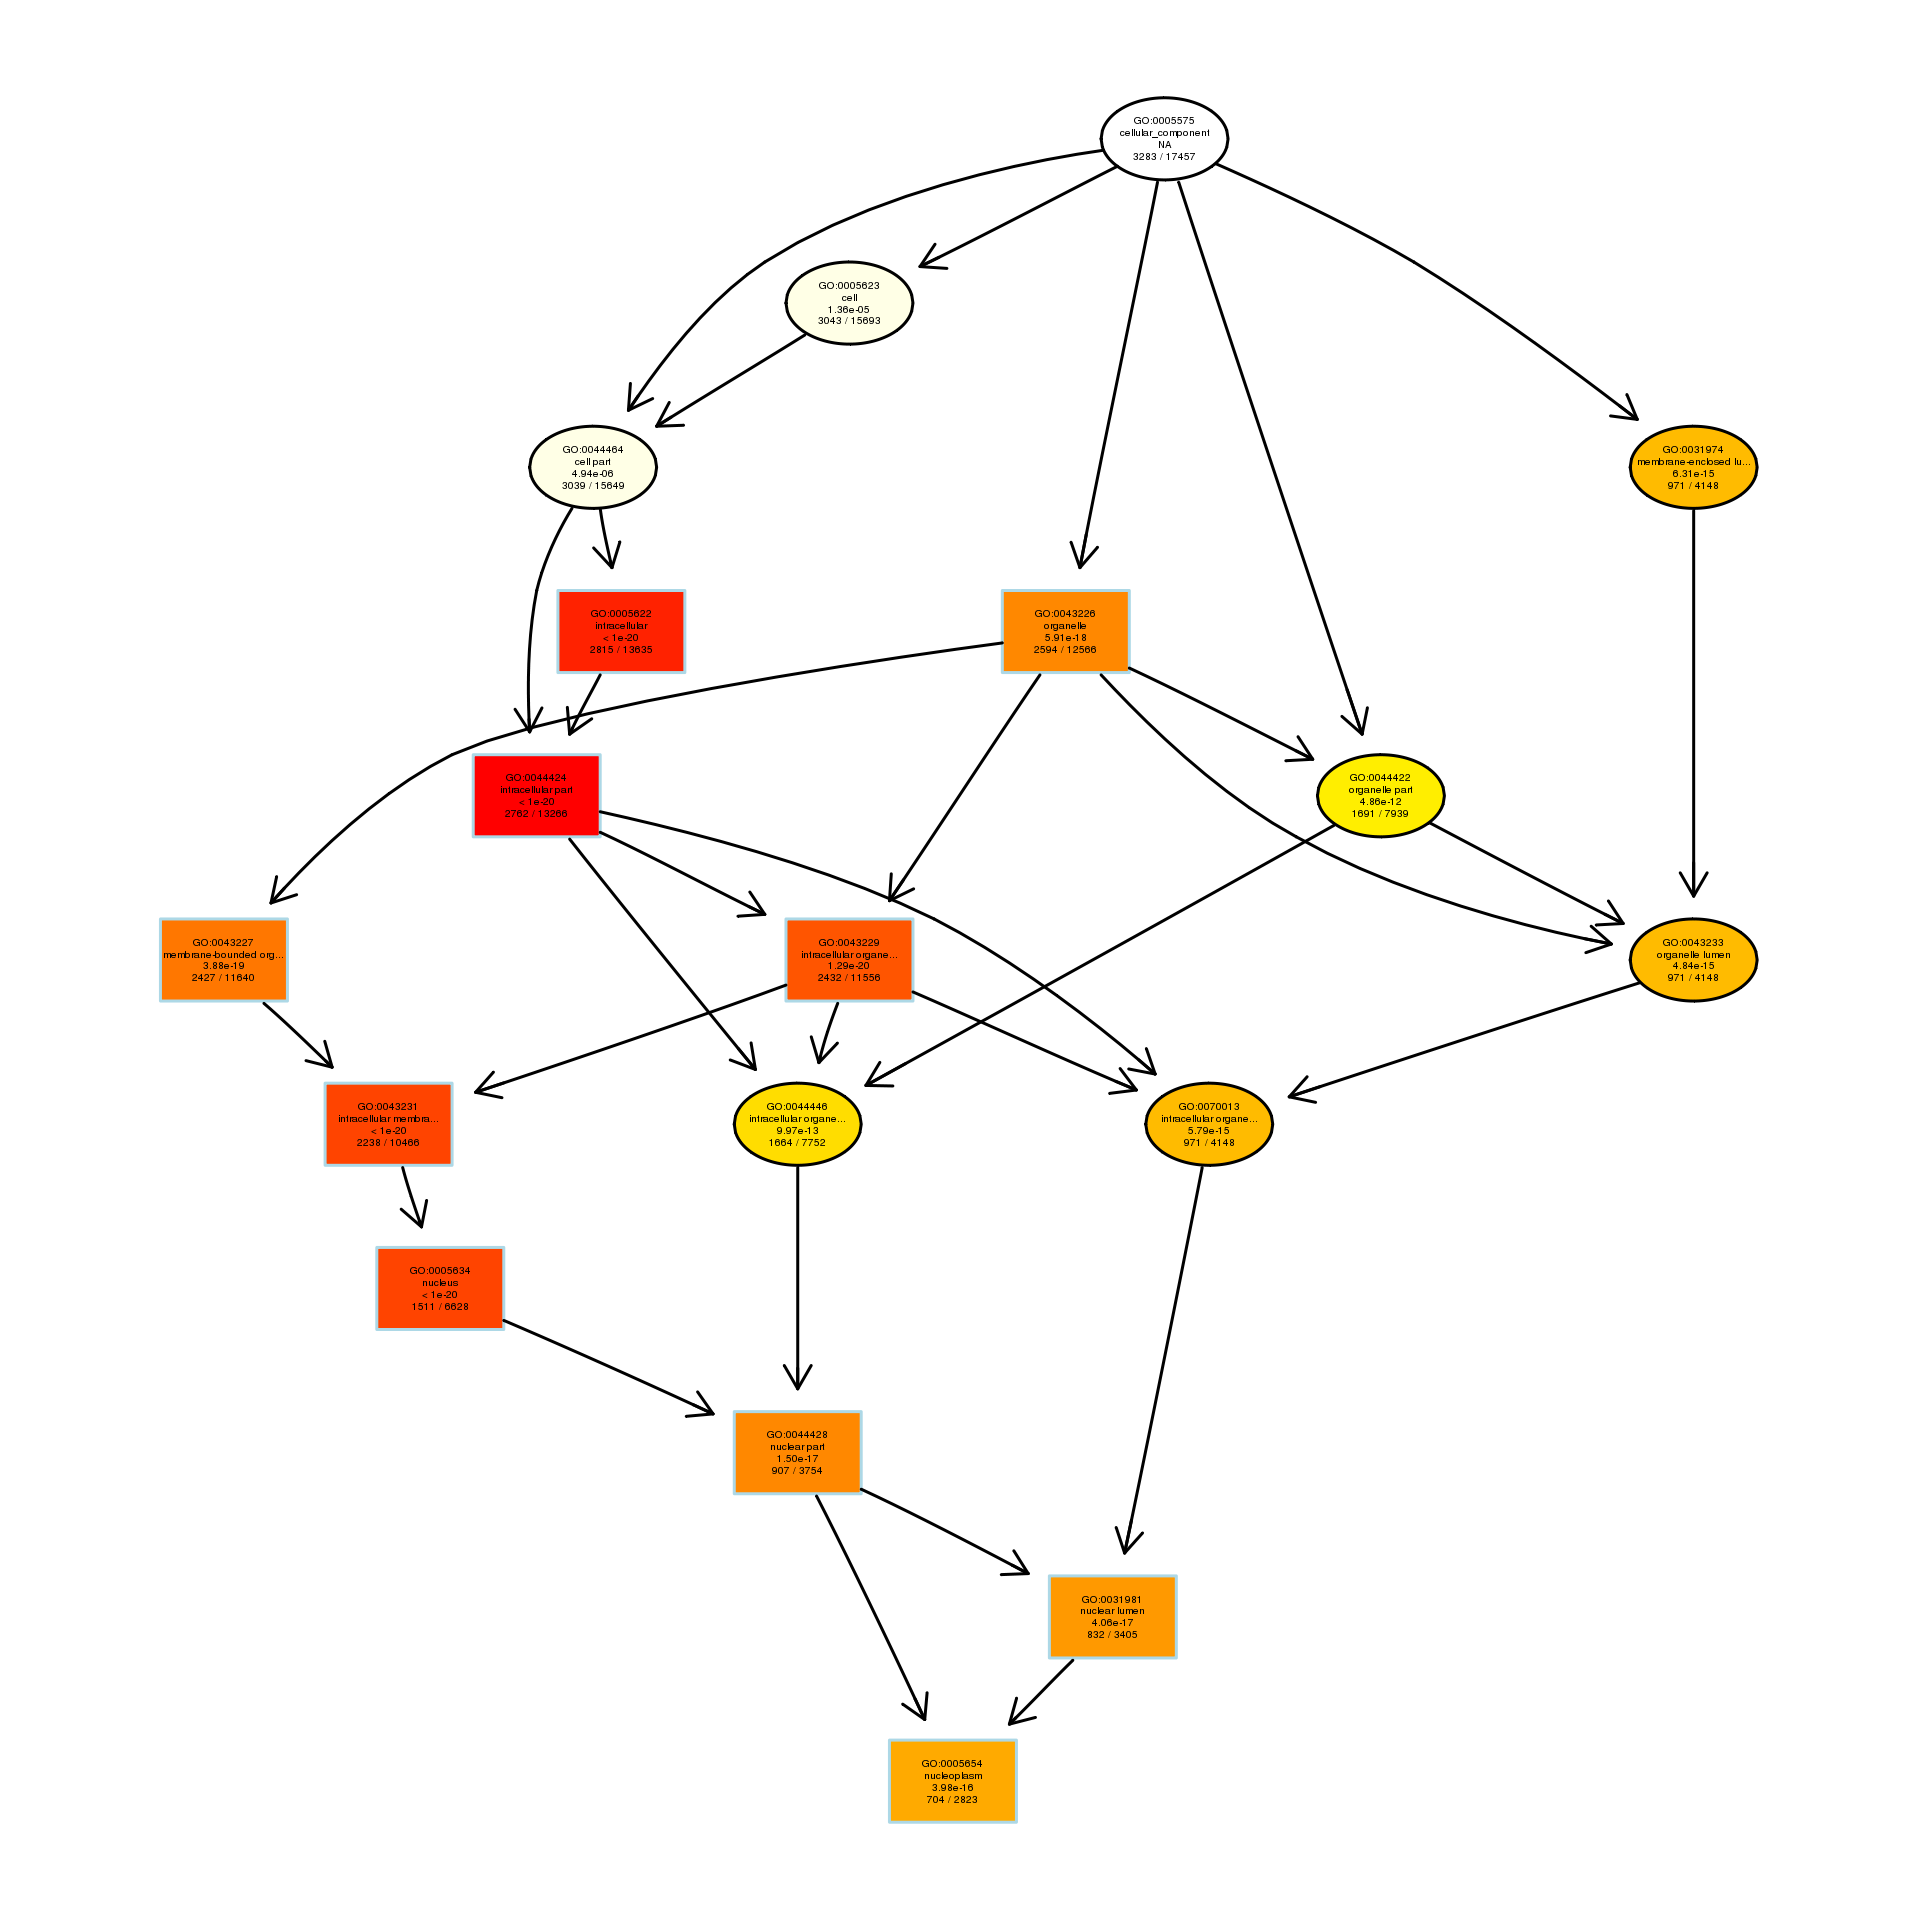 GO:0005575
cellular_component
NA
3283 / 17457
GO:0005623
cell
1.36e-05
3043 / 15693
GO:0044464
cell part
4.94e-06
3039 / 15649
GO:0031974
membrane-enclosed lu...
6.31e-15
971 / 4148
GO:0005622
intracellular
< 1e-20
2815 / 13635
GO:0043226
organelle
5.91e-18
2594 / 12566
GO:0044424
intracellular part
< 1e-20
2762 / 13266
GO:0044422
organelle part
4.86e-12
1691 / 7939
GO:0043227
membrane-bounded org...
3.88e-19
2427 / 11640
GO:0043229
intracellular organe...
1.29e-20
2432 / 11556
GO:0043233
organelle lumen
4.84e-15
971 / 4148
GO:0043231
intracellular membra...
< 1e-20
2238 / 10466
GO:0044446
intracellular organe...
9.97e-13
1664 / 7752
GO:0070013
intracellular organe...
5.79e-15
971 / 4148
GO:0005634
nucleus
< 1e-20
1511 / 6628
GO:0044428
nuclear part
1.50e-17
907 / 3754
GO:0031981
nuclear lumen
4.06e-17
832 / 3405
GO:0005654
nucleoplasm
3.98e-16
704 / 2823